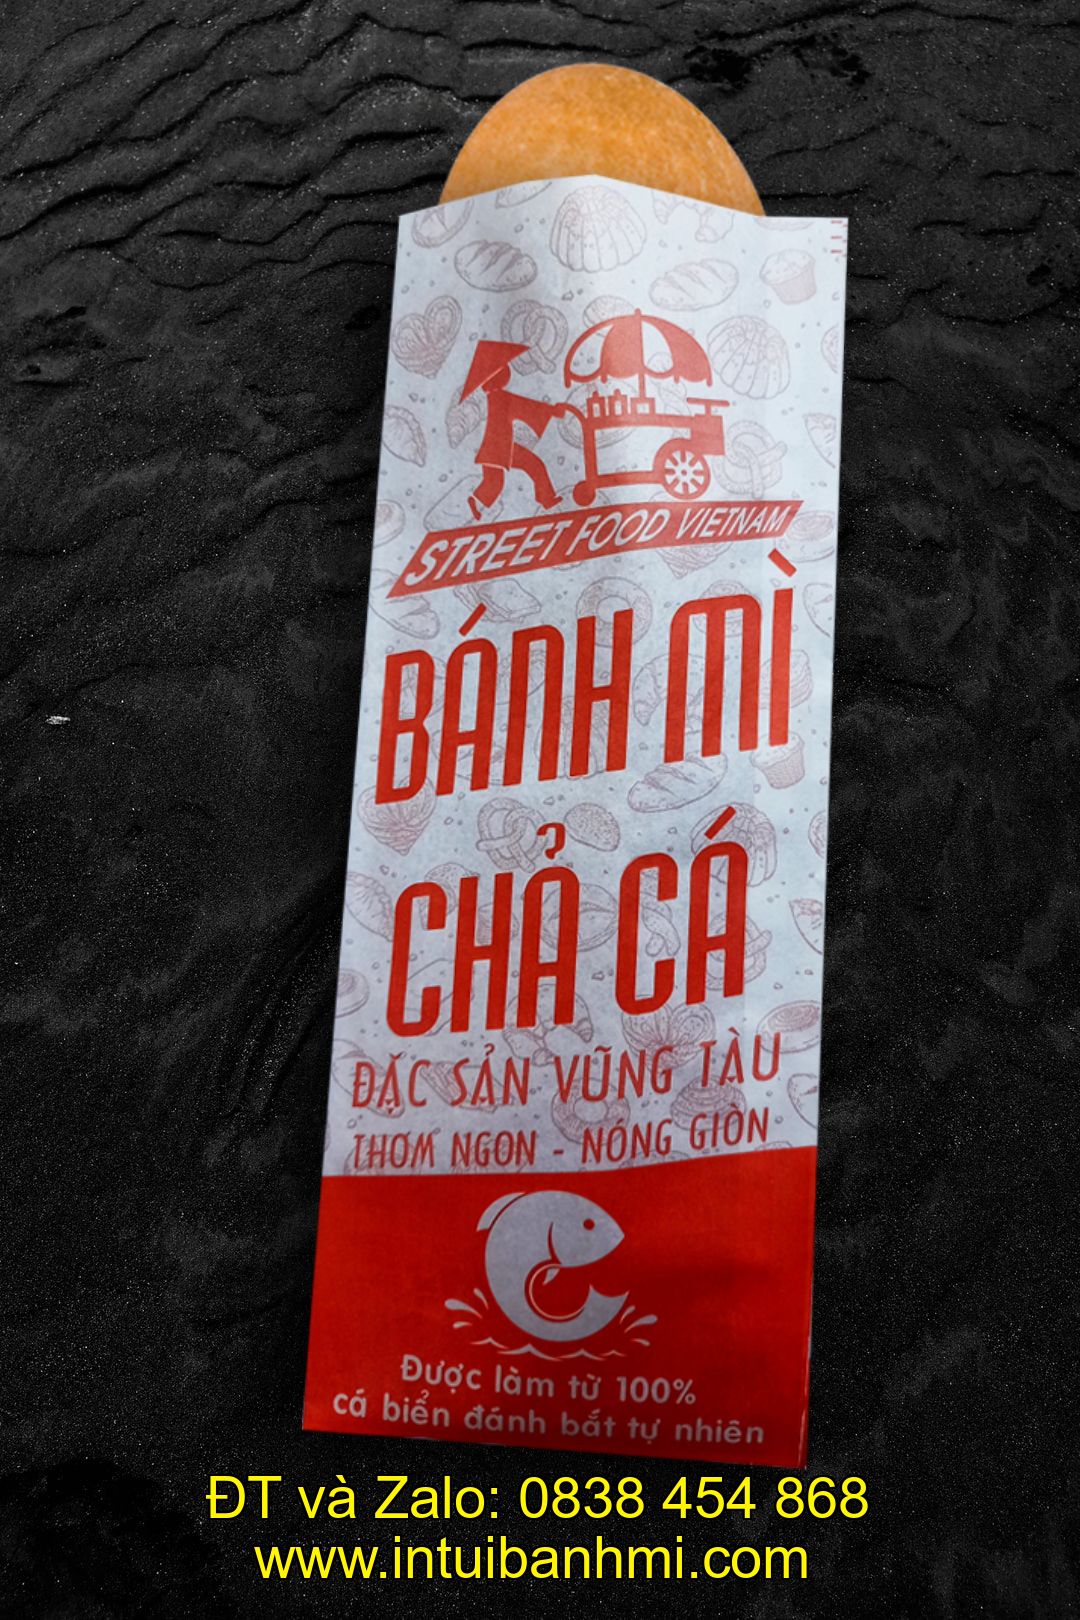 STREET FOOD VIETNAM
BÁNH MÌ
CHẢ CÁ
ĐẶC SẢN VŨNG TÀU
THƠM NGON - NÓNG GIÒN
Được làm từ 100%
cá biển đánh bắt tự nhiên
ĐT và Zalo: 0838 454 868
www.intuibanhmi.com